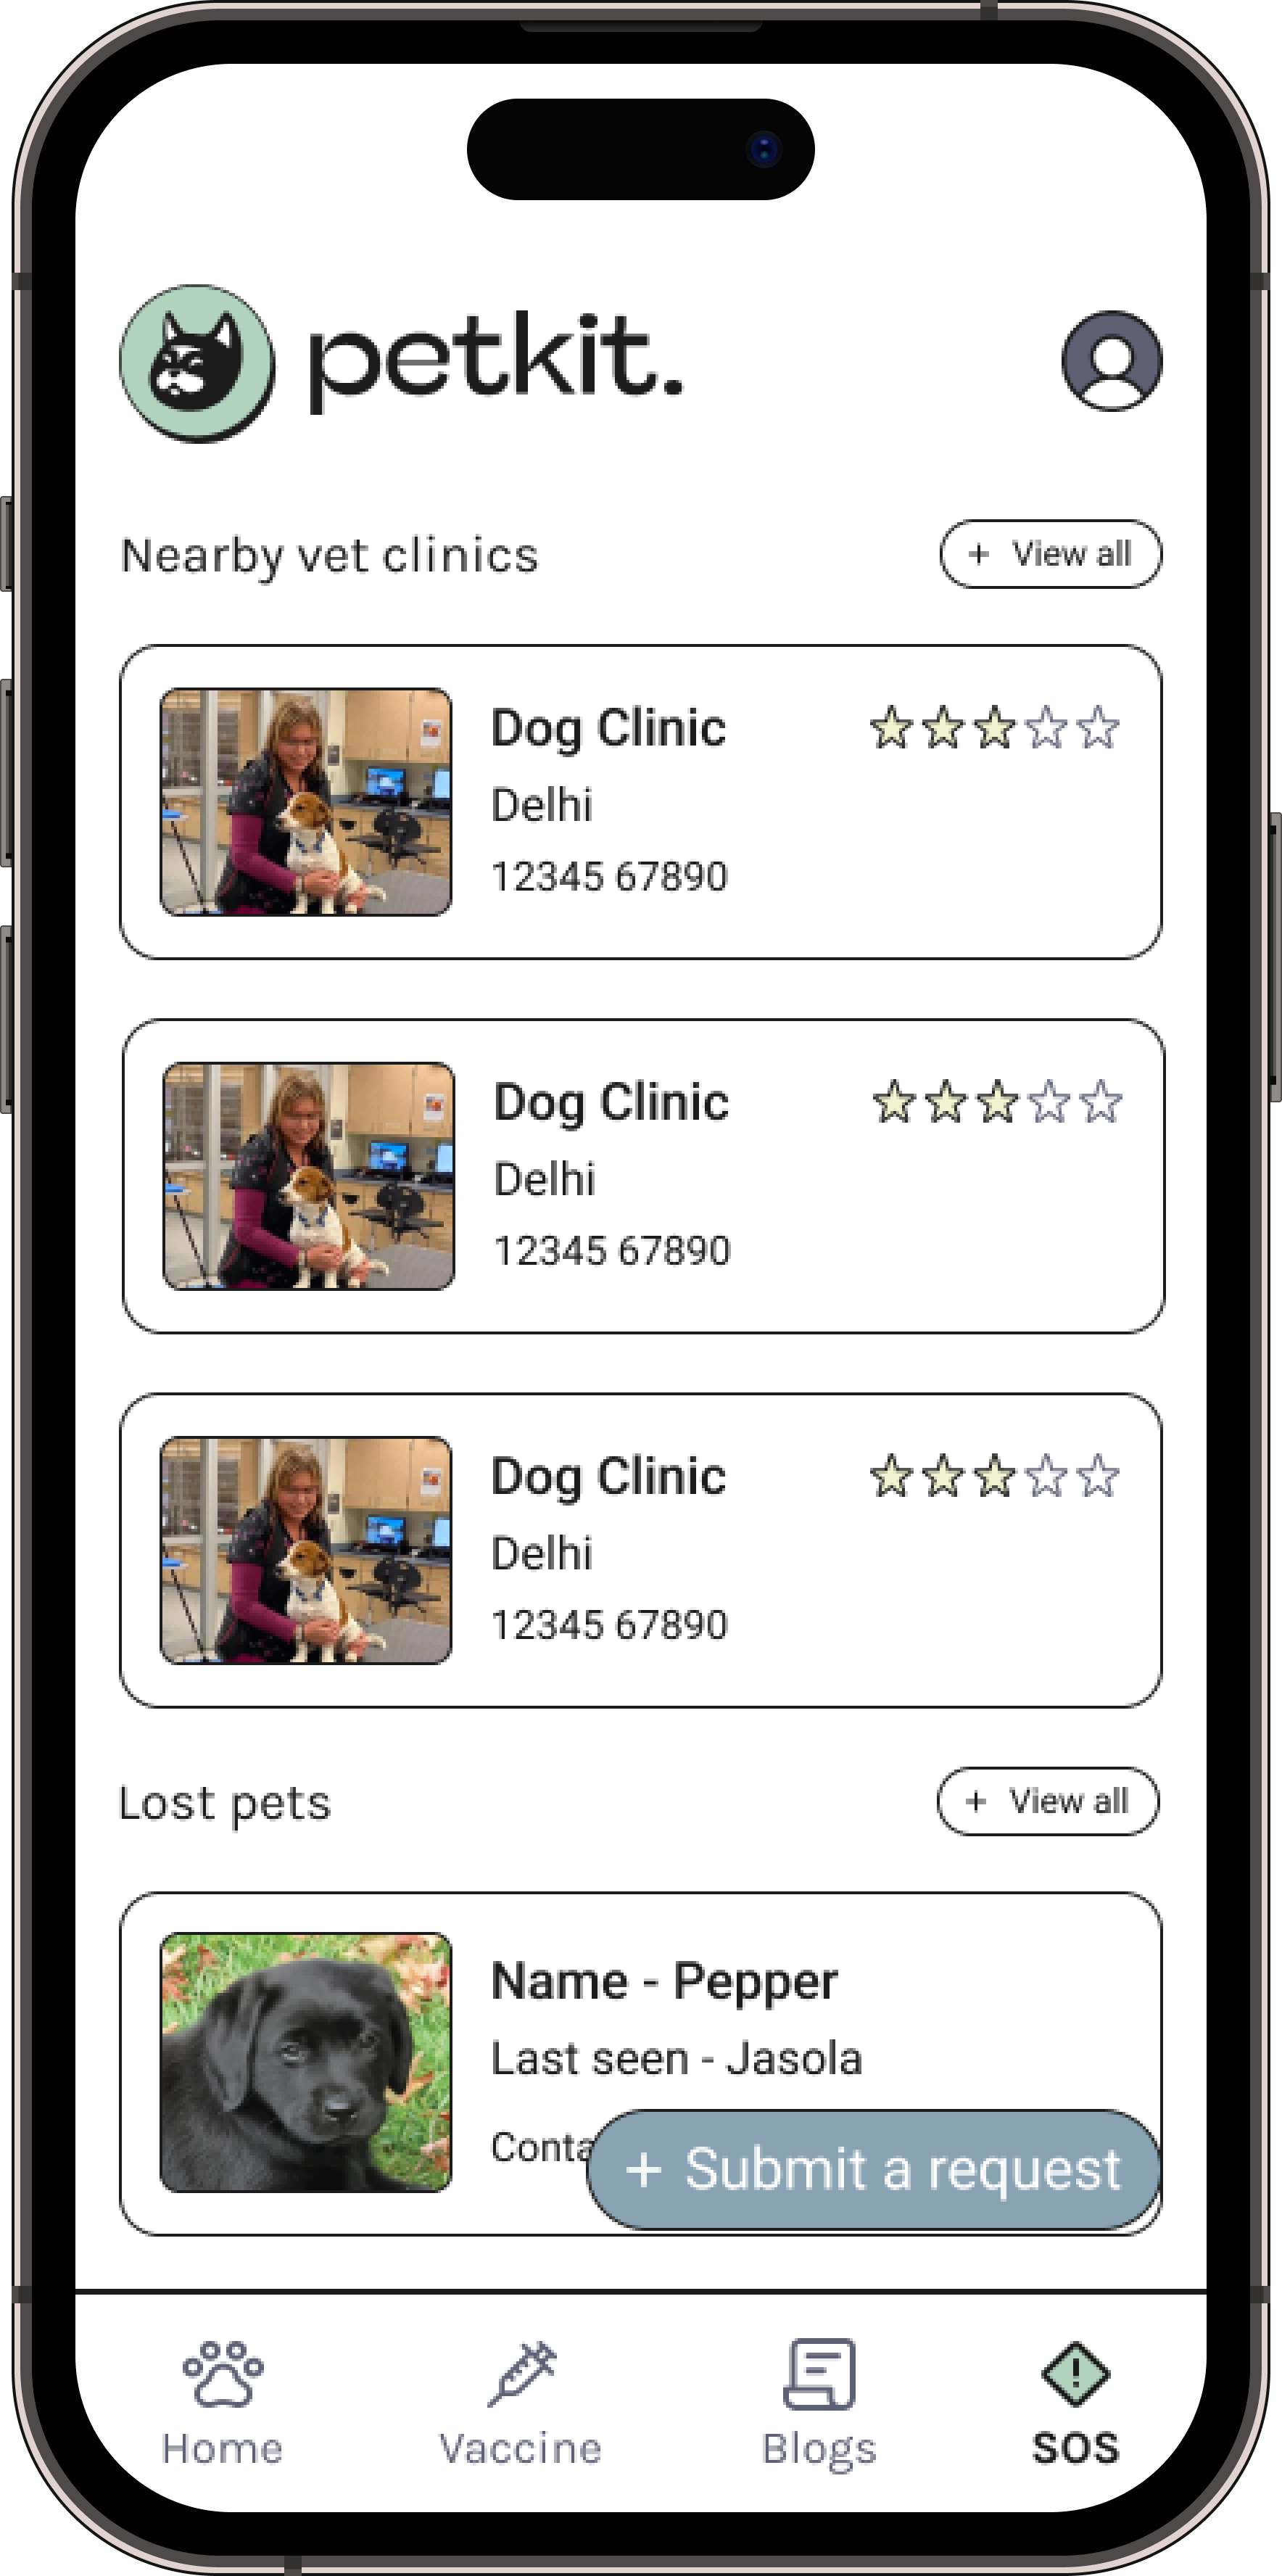 petkit.
Nearby vet clinics
+ View all
Dog Clinic
Delhi
12345 67890
Dog Clinic
Delhi
12345 67890
Dog Clinic
Delhi
12345 67890
Lost pets
+ View all
Name - Pepper
Last seen - Jasola
Conta
+ Submit a request
Home
Vaccine
Blogs
SOS